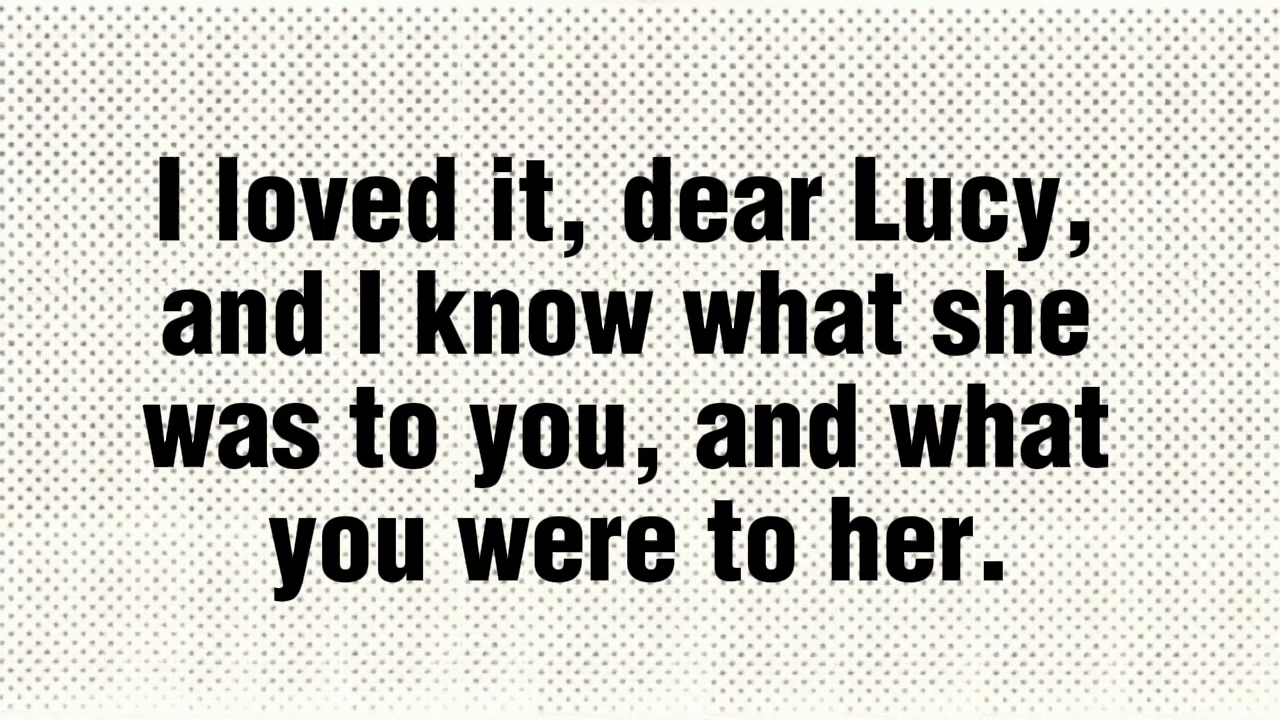 I loved it, dear Lucy,
and I know what she
was to you, and what
you were to her.